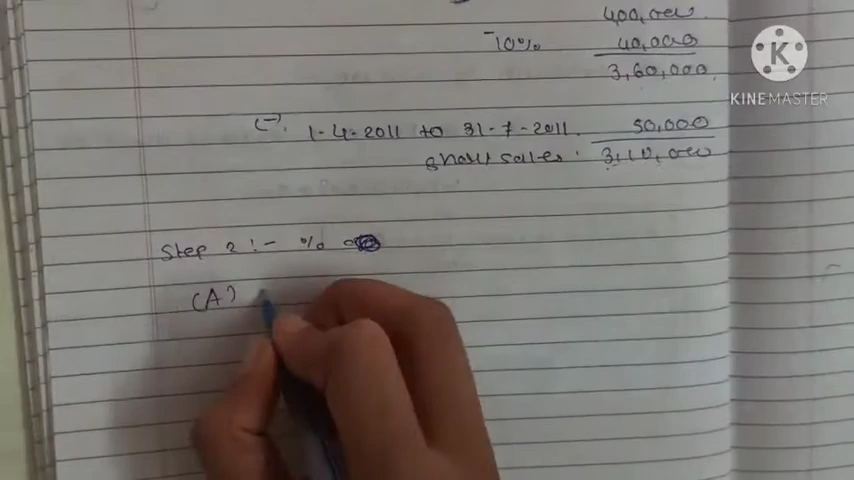 400,000
-10% 40,000
3,60,000
K
KINEMASTER
(-). 1-4-2011 to 31-7-2011. 50,000
short sales. 3,10,000
Step 2 :- %
(A)